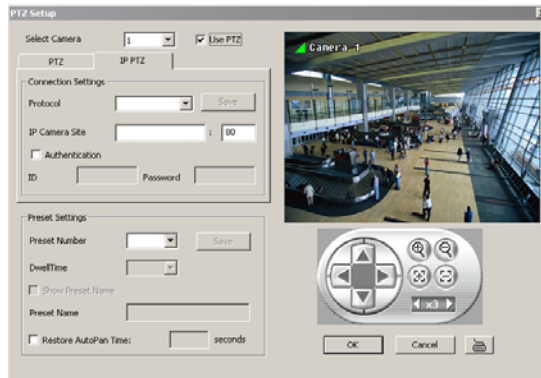 PTZ Setup
Select Camera 1 Use PTZ
PTZ IP PTZ
Connection Settings
Protocol Save
IP Camera Site : 80
Authentication
ID Password
Preset Settings
Preset Number Save
DwellTime
Show Preset Name
Preset Name
Restore AutoPan Time: seconds
Camera 1
x3
OK Cancel